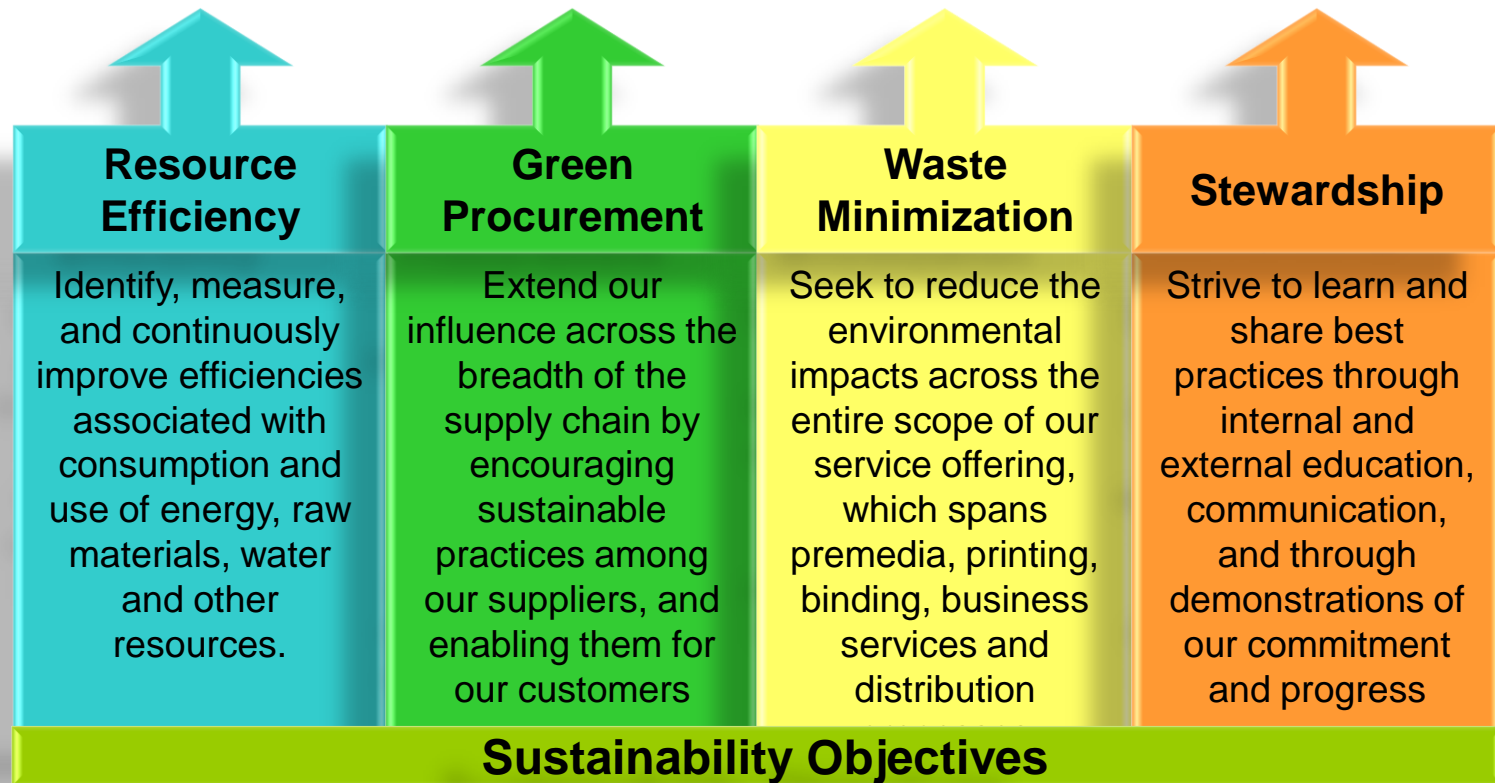 Resource
Efficiency
Identify, measure,
and continuously
improve efficiencies
associated with
consumption and
use of energy, raw
materials, water
and other
resources.
Green
Procurement
Extend our
influence across the
breadth of the
supply chain by
encouraging
sustainable
practices among
our suppliers, and
enabling them for
our customers
Waste
Minimization
Seek to reduce the
environmental
impacts across the
entire scope of our
service offering,
which spans
premedia, printing,
binding, business
services and
distribution
Stewardship
Strive to learn and
share best
practices through
internal and
external education,
communication,
and through
demonstrations of
our commitment
and progress
Sustainability Objectives